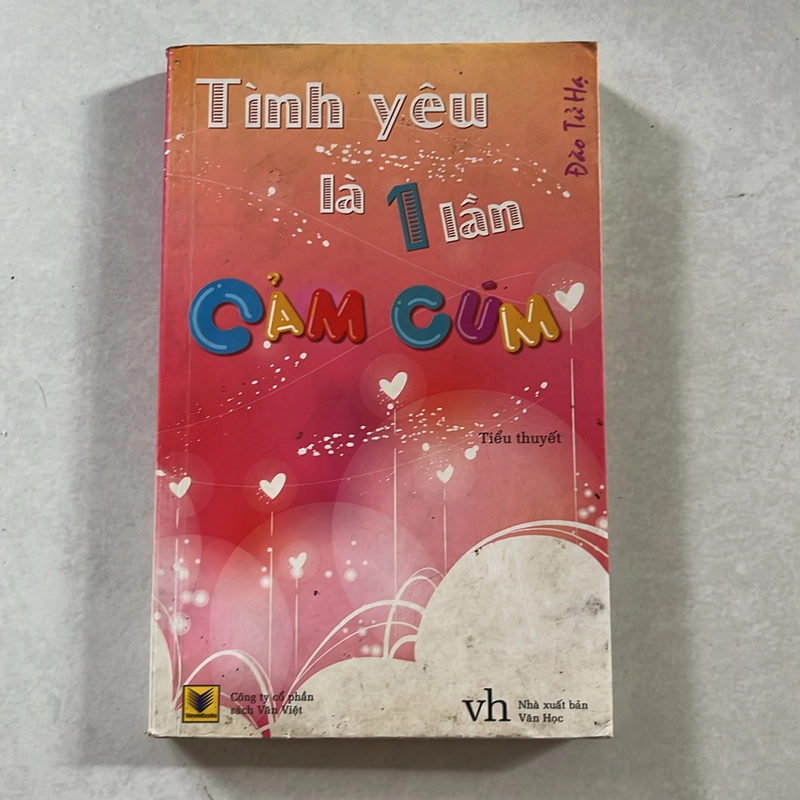 Tình yêu
Đào Tử Hạ
là 1 lần
CẢM CÚM
Tiểu thuyết
Công ty cổ phần
sách Văn Việt
vh
Nhà xuất bản
Văn Học